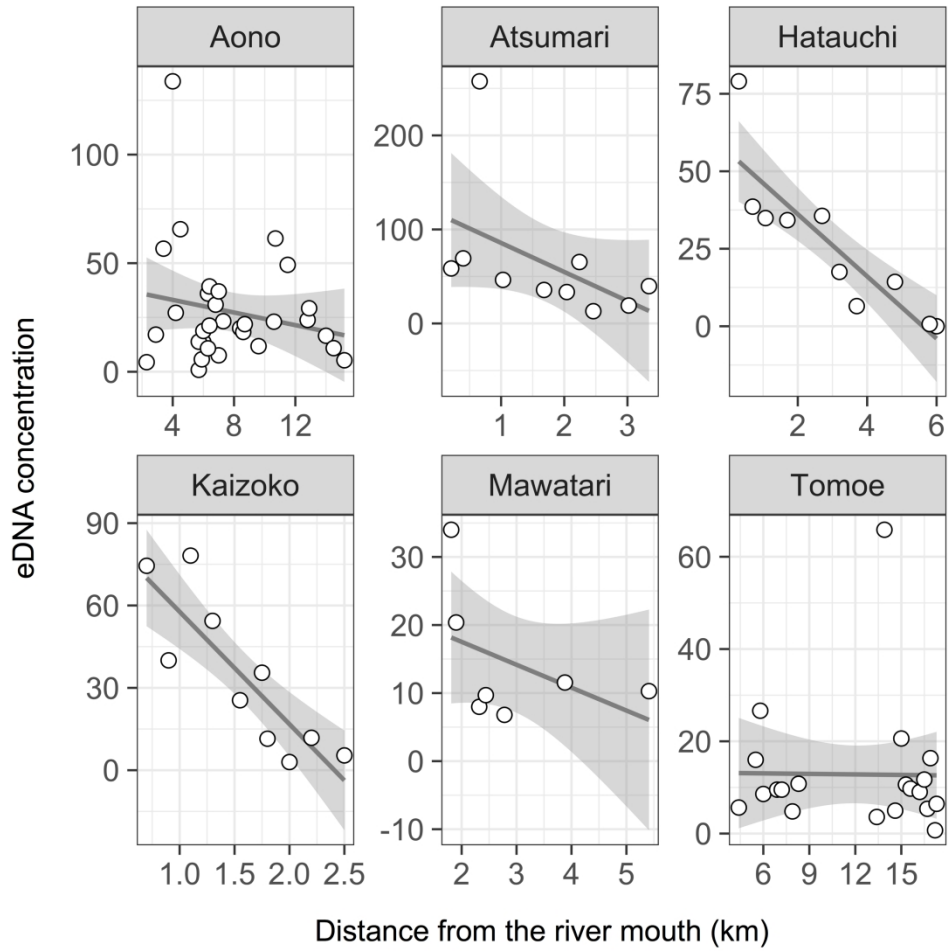 Aono Atsumari Hatauchi
100
50
0
4 8 12
200
100
0
1 2 3
75
50
25
0
2 4 6
eDNA concentration
Kaizoko Mawatari Tomoe
90
60
30
0
1.0 1.5 2.0 2.5
30
20
10
0
-10
2 3 4 5
60
40
20
0
6 9 12 15
Distance from the river mouth (km)